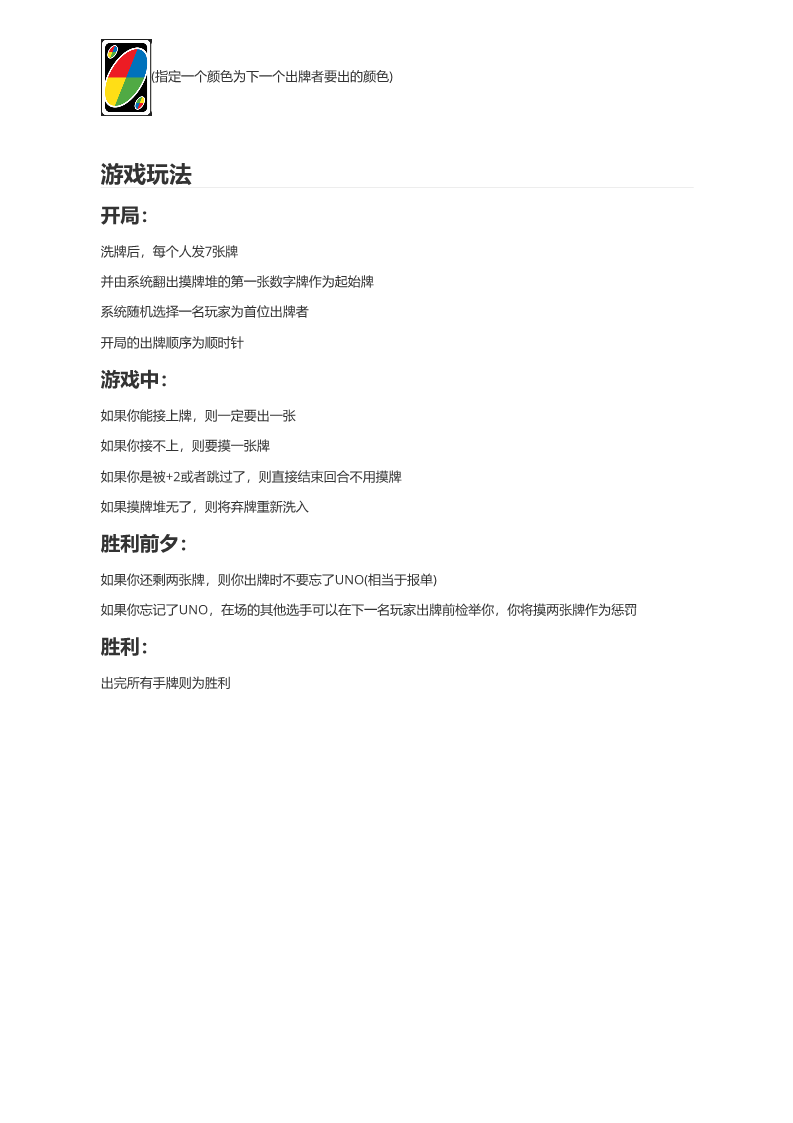 (指定一个颜色为下一个出牌者要出的颜色)
游戏玩法
开局：
洗牌后，每个人发7张牌
并由系统翻出摸牌堆的第一张数字牌作为起始牌
系统随机选择一名玩家为首位出牌者
开局的出牌顺序为顺时针
游戏中：
如果你能接上牌，则一定要出一张
如果你接不上，则要摸一张牌
如果你是被+2或者跳过了，则直接结束回合不用摸牌
如果摸牌堆无了，则将弃牌重新洗入
胜利前夕：
如果你还剩两张牌，则你出牌时不要忘了UNO(相当于报单)
如果你忘记了UNO，在场的其他选手可以在下一名玩家出牌前检举你，你将摸两张牌作为惩罚
胜利：
出完所有手牌则为胜利